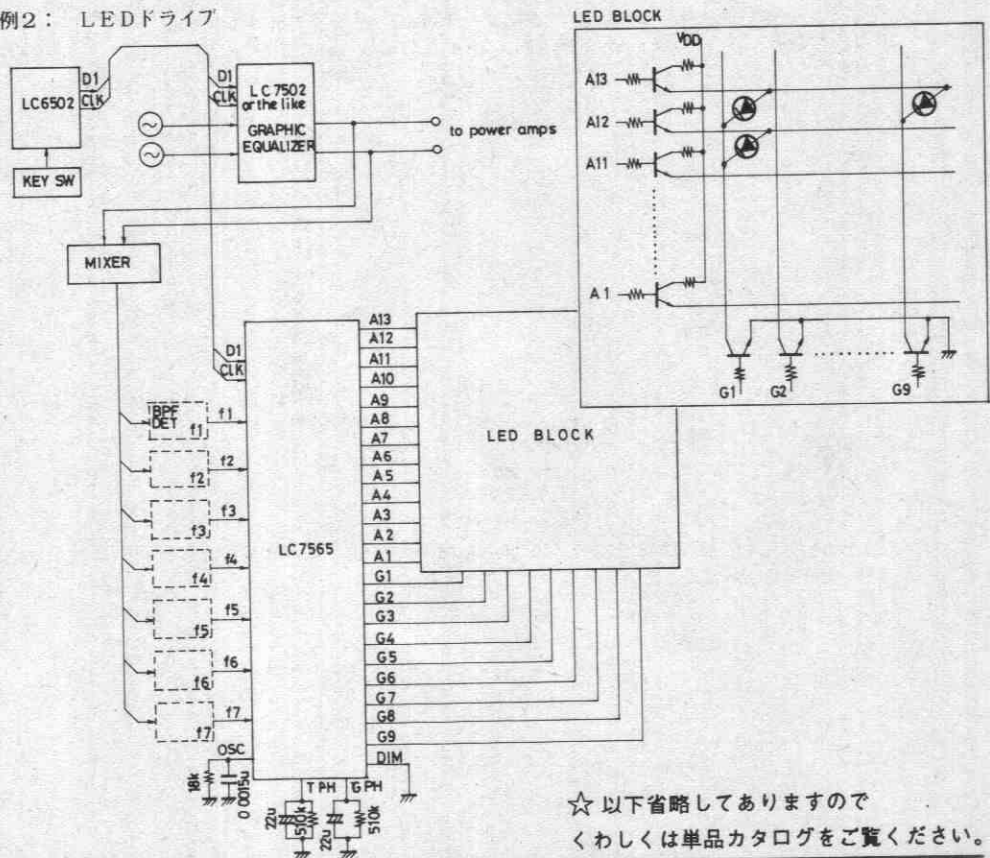 例2： LEDドライブ
LC6502
D1
CLK
KEY SW
D1
CLK
LC7502
or the like
GRAPHIC
EQUALIZER
to power amps
MIXER
LED BLOCK
VDD
A13
A12
A11
A1
G1 G2 G9
D1
CLK
BPF
DET
f1
f1
f2
f2
f3
f3
f4
f4
f5
f5
f6
f6
f7
f7
LC7565
A13
A12
A11
A10
A9
A8
A7
A6
A5
A4
A3
A2
A1
G1
G2
G3
G4
G5
G6
G7
G8
G9
DIM
LED BLOCK
OSC
18k
0.0015u
TPH
GPH
22u
510k
22u
510k
☆ 以下省略してありますので
くわしくは単品カタログをご覧ください。